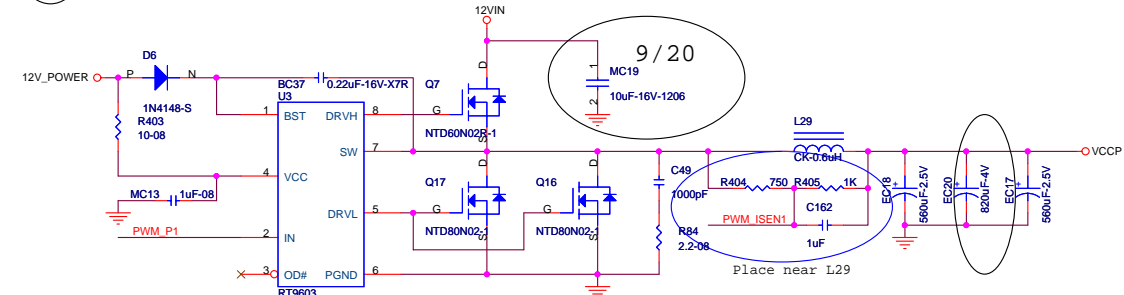 12VIN
9/20
D6
12V_POWER
P
N
BC37
0.22uF-16V-X7R
Q7
D
1
MC19
10uF-16V-1206
2
1N4148-S
U3
G
S
R403
10-08
1
BST
DRVH
8
NTD60N02R-1
L29
SW
7
CK-0.6uH
VCCP
4
VCC
Q17
D
Q16
D
C49
1000pF
R404
750
R405
1K
EC18
560uF-2.5V
EC20
820uF-4V
EC17
560uF-2.5V
MC13
1uF-08
DRVL
5
G
G
PWM_ISEN1
C162
1uF
PWM_P1
2
IN
NTD80N02-1
S
NTD80N02-1
S
R84
2.2-08
3
OD#
PGND
6
Place near L29
RT9603